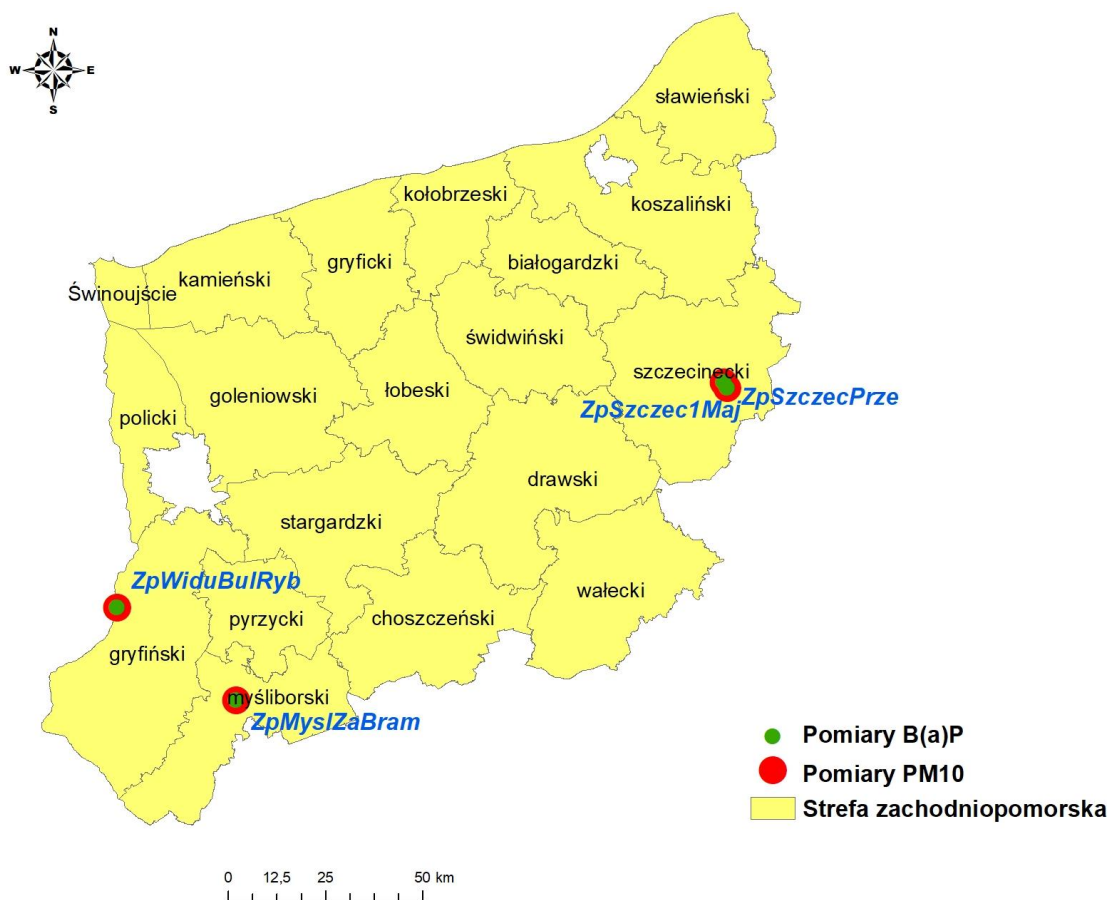 N
W E
S
sławieński
kołobrzeski
koszaliński
gryficki
białogardzki
kamieński
Świnoujście
świdwiński
szczecinecki
goleniowski
łobeski
ZpSzczecPrze
ZpSzczec1Maj
policki
drawski
stargardzki
ZpWiduBulRyb
wałecki
pyrzycki
choszczeński
gryfiński
myśliborski
ZpMyslZaBram
Pomiary B(a)P
Pomiary PM10
Strefa zachodniopomorska
0 12,5 25 50 km